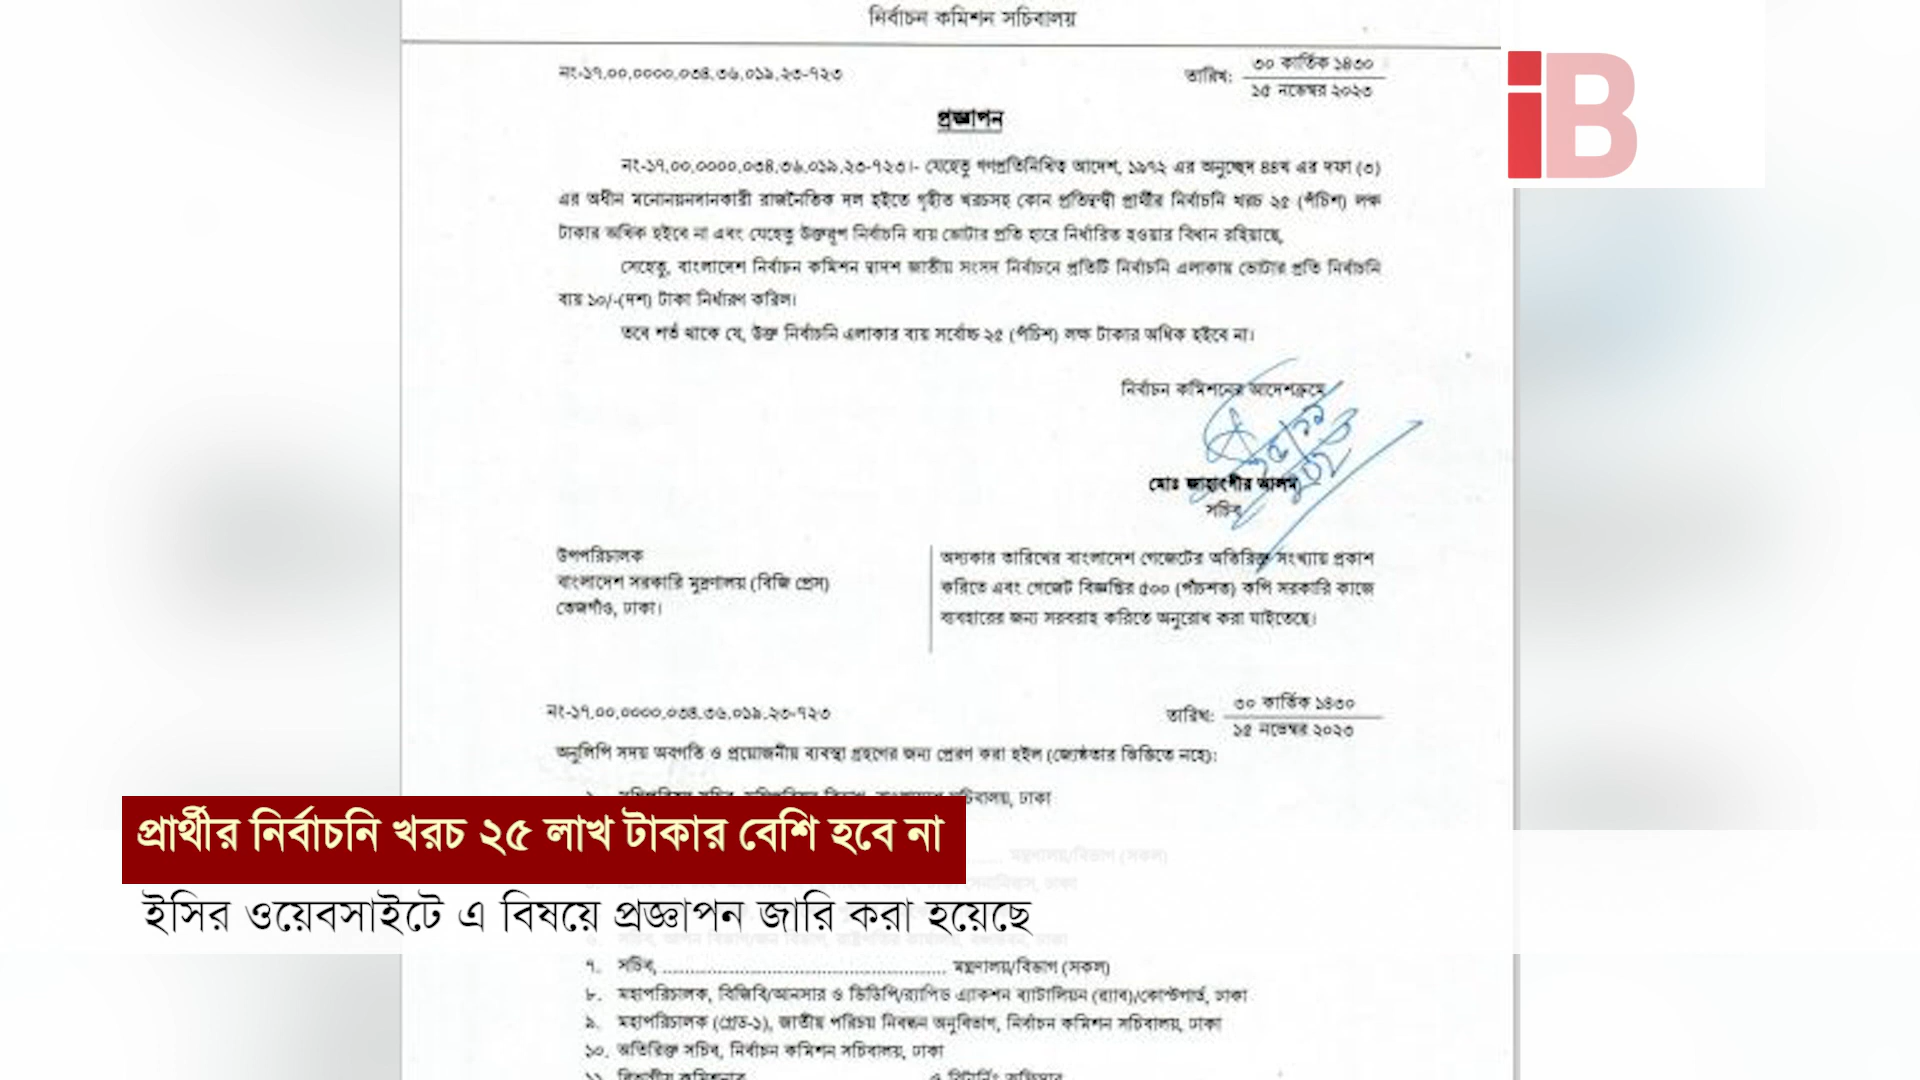 নির্বাচন কমিশন সচিবালয়
নং-১৭.০০.০০০০.০৩৪.৩৬.০১৯.২৩-৭২৩
তারিখ: ৩০ কার্তিক ১৪৩০
১৫ নভেম্বর ২০২৩
iB
প্রজ্ঞাপন
নং-১৭.০০.০০০০.০৩৪.৩৬.০১৯.২৩-৭২৩।- যেহেতু গণপ্রতিনিধিত্ব আদেশ, ১৯৭২ এর অনুচ্ছেদ ৪৪খ এর দফা (৩)
এর অধীন মনোনয়নদানকারী রাজনৈতিক দল হইতে গৃহীত খরচসহ কোন প্রতিদ্বন্দ্বী প্রার্থীর নির্বাচনি খরচ ২৫ (পঁচিশ) লক্ষ
টাকার অধিক হইবে না এবং যেহেতু উক্তরূপ নির্বাচনি ব্যয় ভোটার প্রতি হারে নির্ধারিত হওয়ার বিধান রহিয়াছে,
সেহেতু, বাংলাদেশ নির্বাচন কমিশন দ্বাদশ জাতীয় সংসদ নির্বাচনে প্রতিটি নির্বাচনি এলাকায় ভোটার প্রতি নির্বাচনি
ব্যয় ১০/-(দশ) টাকা নির্ধারণ করিল।
তবে শর্ত থাকে যে, উক্ত নির্বাচনি এলাকার ব্যয় সর্বোচ্চ ২৫ (পঁচিশ) লক্ষ টাকার অধিক হইবে না।
নির্বাচন কমিশনের আদেশক্রমে
মোঃ জাহাংগীর আলম
সচিব
উপপরিচালক
বাংলাদেশ সরকারি মুদ্রণালয় (বিজি প্রেস)
তেজগাঁও, ঢাকা।
অদ্যকার তারিখের বাংলাদেশ গেজেটের অতিরিক্ত সংখ্যায় প্রকাশ
করিতে এবং গেজেট বিজ্ঞপ্তির ৫০০ (পাঁচশত) কপি সরকারি কাজে
ব্যবহারের জন্য সরবরাহ করিতে অনুরোধ করা যাইতেছে।
নং-১৭.০০.০০০০.০৩৪.৩৬.০১৯.২৩-৭২৩
তারিখ: ৩০ কার্তিক ১৪৩০
১৫ নভেম্বর ২০২৩
অনুলিপি সদয় অবগতি ও প্রয়োজনীয় ব্যবস্থা গ্রহণের জন্য প্রেরণ করা হইল (জ্যেষ্ঠতার ভিত্তিতে নহে):
ঢাকা
প্রার্থীর নির্বাচনি খরচ ২৫ লাখ টাকার বেশি হবে না
মন্ত্রণালয়/বিভাগ (সকল)
ইসির ওয়েবসাইটে এ বিষয়ে প্রজ্ঞাপন জারি করা হয়েছে
৭. সচিব, ............................................................ মন্ত্রণালয়/বিভাগ (সকল)
৮. মহাপরিচালক, বিজিবি/আনসার ও ভিডিপি/র‍্যাপিড এ্যাকশন ব্যাটালিয়ন (র‍্যাব)/কোস্টগার্ড, ঢাকা
৯. মহাপরিচালক (গ্রেড-১), জাতীয় পরিচয় নিবন্ধন অনুবিভাগ, নির্বাচন কমিশন সচিবালয়, ঢাকা
১০. অতিরিক্ত সচিব, নির্বাচন কমিশন সচিবালয়, ঢাকা